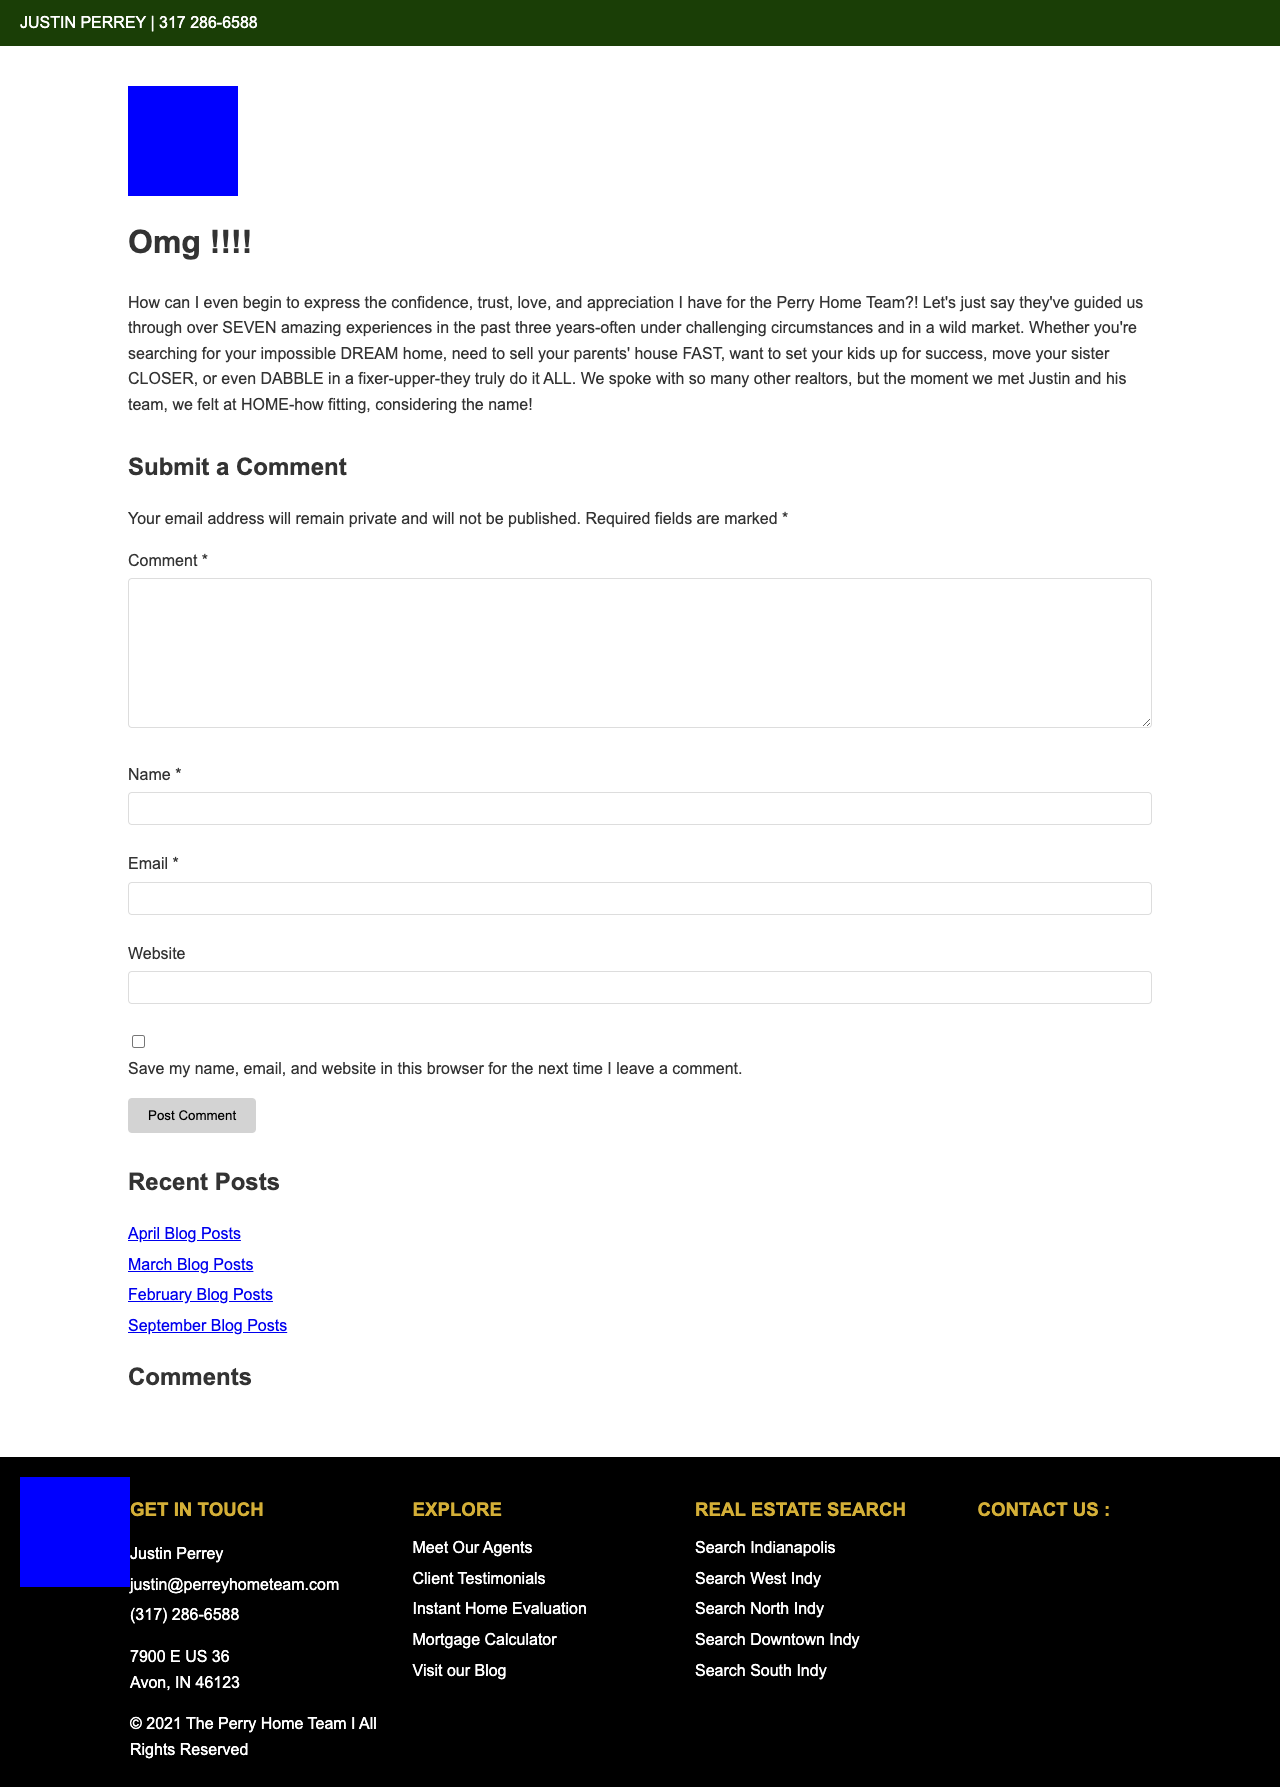 JUSTIN PERREY | 317 286-6588
Omg !!!!
How can I even begin to express the confidence, trust, love, and appreciation I have for the Perry Home Team?! Let's just say they've guided us
through over SEVEN amazing experiences in the past three years-often under challenging circumstances and in a wild market. Whether you're
searching for your impossible DREAM home, need to sell your parents' house FAST, want to set your kids up for success, move your sister
CLOSER, or even DABBLE in a fixer-upper-they truly do it ALL. We spoke with so many other realtors, but the moment we met Justin and his
team, we felt at HOME-how fitting, considering the name!
Submit a Comment
Your email address will remain private and will not be published. Required fields are marked *
Comment *
Name *
Email *
Website
Save my name, email, and website in this browser for the next time I leave a comment.
Post Comment
Recent Posts
April Blog Posts
March Blog Posts
February Blog Posts
September Blog Posts
Comments
GET IN TOUCH
Justin Perrey
justin@perreyhometeam.com
(317) 286-6588
7900 E US 36
Avon, IN 46123
© 2021 The Perry Home Team I All
Rights Reserved
EXPLORE
Meet Our Agents
Client Testimonials
Instant Home Evaluation
Mortgage Calculator
Visit our Blog
REAL ESTATE SEARCH
Search Indianapolis
Search West Indy
Search North Indy
Search Downtown Indy
Search South Indy
CONTACT US :